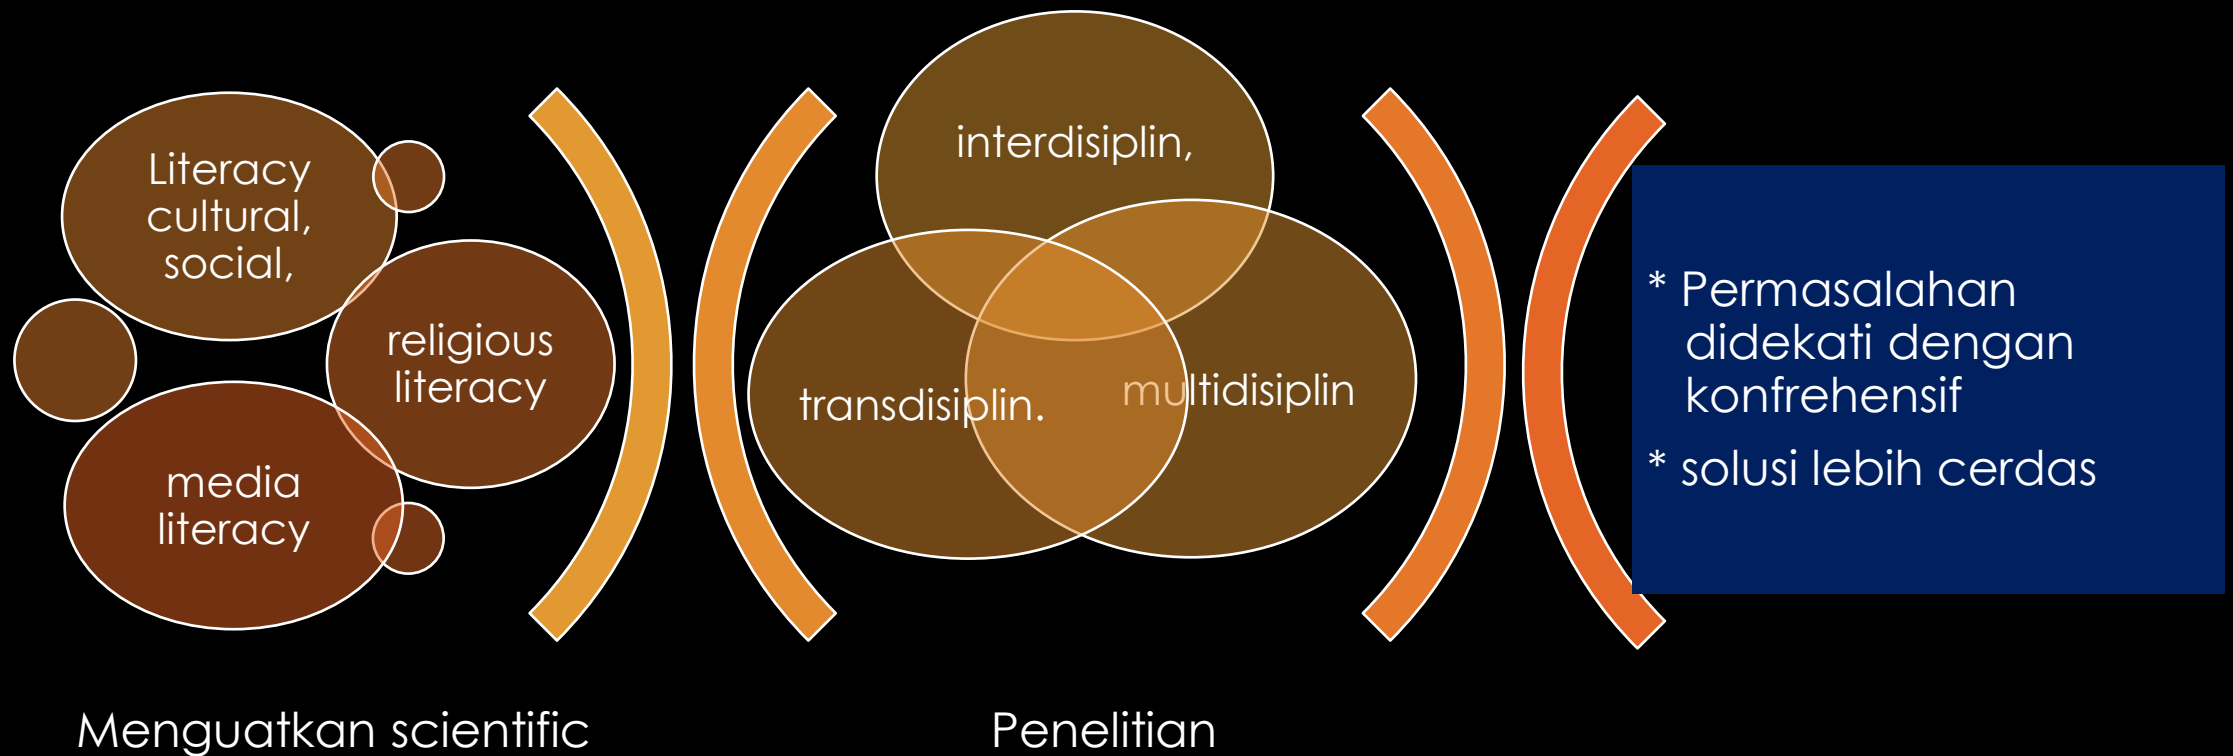 Literacy
cultural,
social,
religious
literacy
media
literacy
Menguatkan scientific
interdisiplin,
transdisiplin.
multidisiplin
Penelitian
* Permasalahan
didekati dengan
konfrehensif
* solusi lebih cerdas